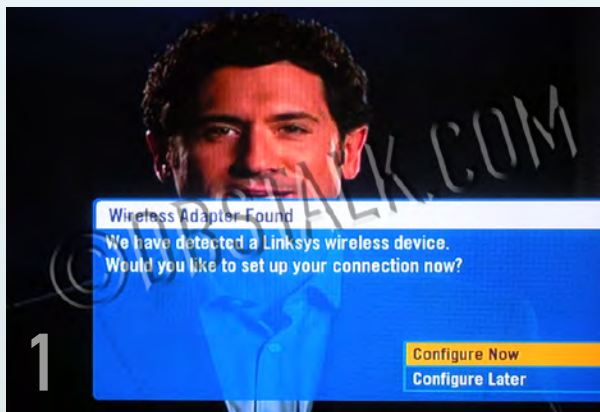 Wireless Adapter Found
We have detected a Linksys wireless device.
Would you like to set up your connection now?
Configure Now
Configure Later
©DBSTALK.COM
1